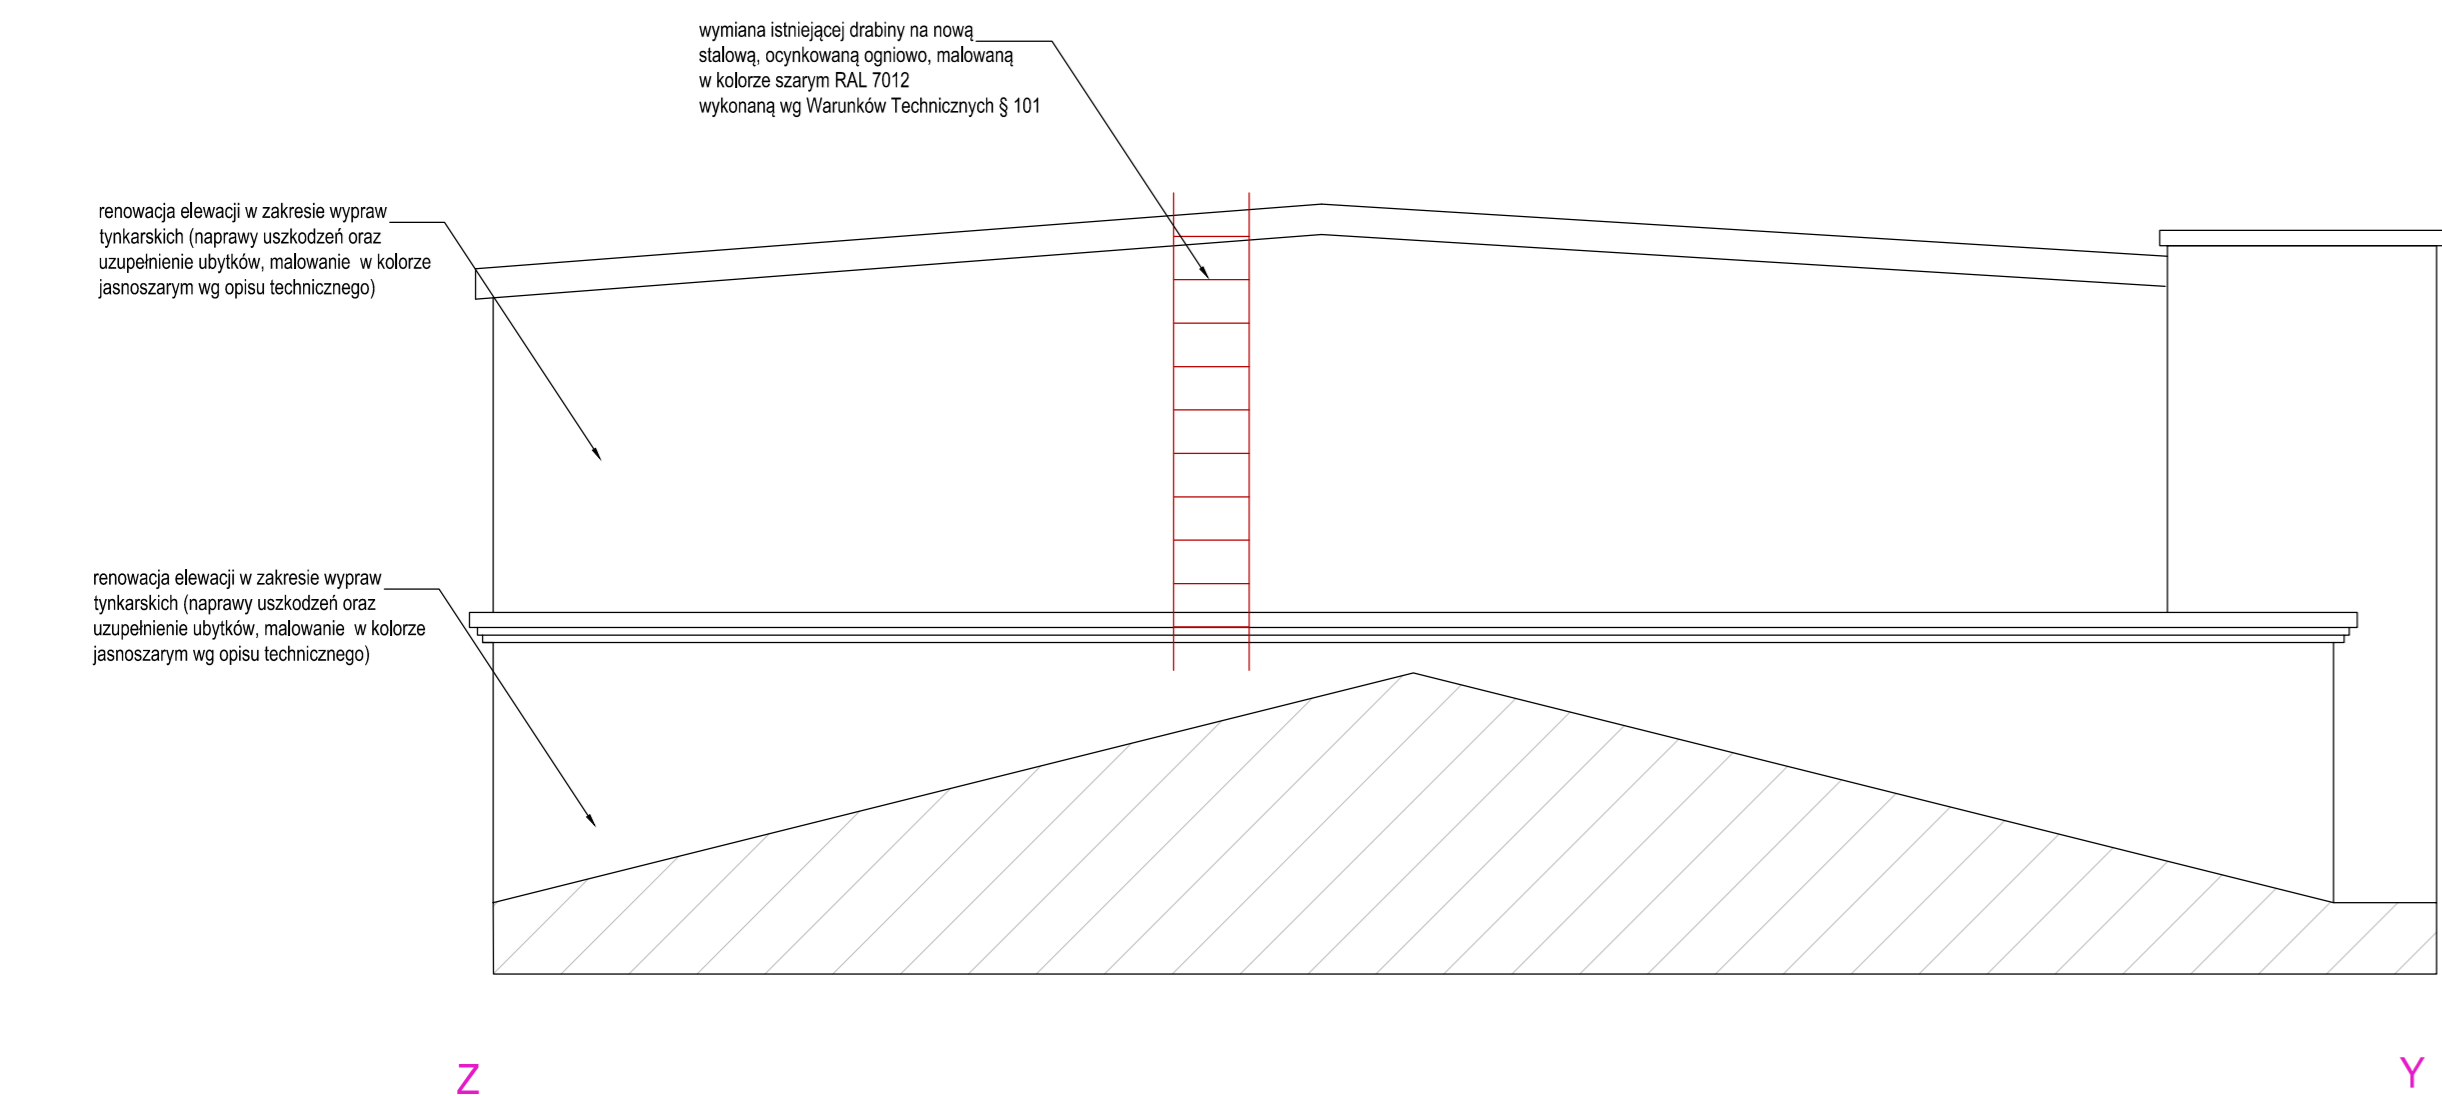 wymiana istniejącej drabiny na nową
stalową, ocynkowaną ogniowo, malowaną
w kolorze szarym RAL 7012
wykonaną wg Warunków Technicznych § 101
renowacja elewacji w zakresie wypraw
tynkarskich (naprawy uszkodzeń oraz
uzupełnienie ubytków, malowanie w kolorze
jasnoszarym wg opisu technicznego)
renowacja elewacji w zakresie wypraw
tynkarskich (naprawy uszkodzeń oraz
uzupełnienie ubytków, malowanie w kolorze
jasnoszarym wg opisu technicznego)
Z
Y